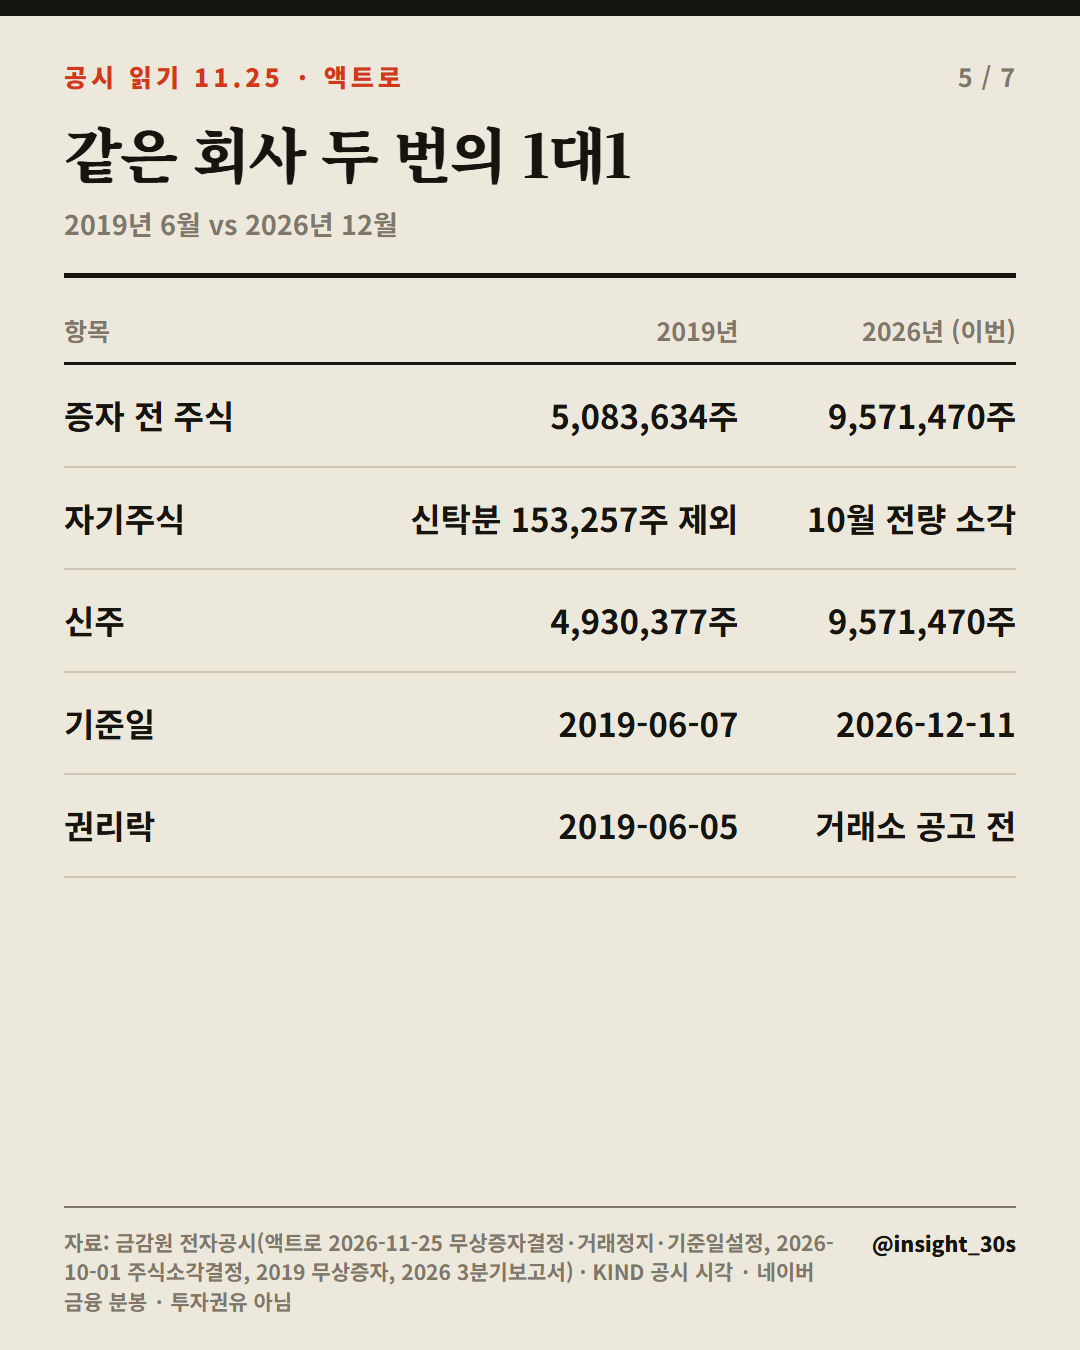 공시 읽기 11.25 · 액트로
5 / 7
같은 회사 두 번의 1대1
2019년 6월 vs 2026년 12월
항목 2019년 2026년 (이번)
증자 전 주식 5,083,634주 9,571,470주
자기주식 신탁분 153,257주 제외 10월 전량 소각
신주 4,930,377주 9,571,470주
기준일 2019-06-07 2026-12-11
권리락 2019-06-05 거래소 공고 전
자료: 금감원 전자공시(액트로 2026-11-25 무상증자결정·거래정지·기준일설정, 2026-
10-01 주식소각결정, 2019 무상증자, 2026 3분기보고서) · KIND 공시 시각 · 네이버
금융 분봉 · 투자권유 아님
@insight_30s